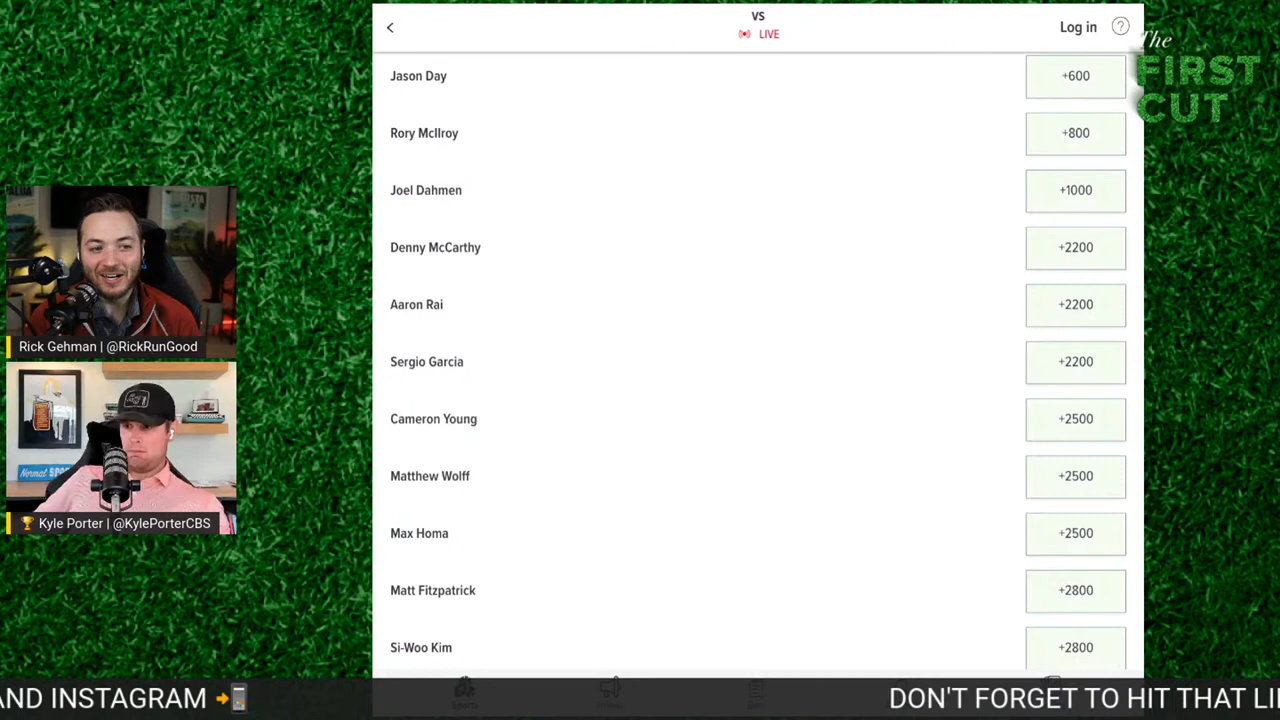 VS
LIVE
Log in
?
The
FIRST
CUT
Jason Day +600
Rory McIlroy +800
Joel Dahmen +1000
Denny McCarthy +2200
Aaron Rai +2200
Sergio Garcia +2200
Cameron Young +2500
Matthew Wolff +2500
Max Homa +2500
Matt Fitzpatrick +2800
Si-Woo Kim +2800
Rick Gehman | @RickRunGood
Normal
Kyle Porter | @KylePorterCBS
Sports
AND INSTAGRAM
DON'T FORGET TO HIT THAT LI